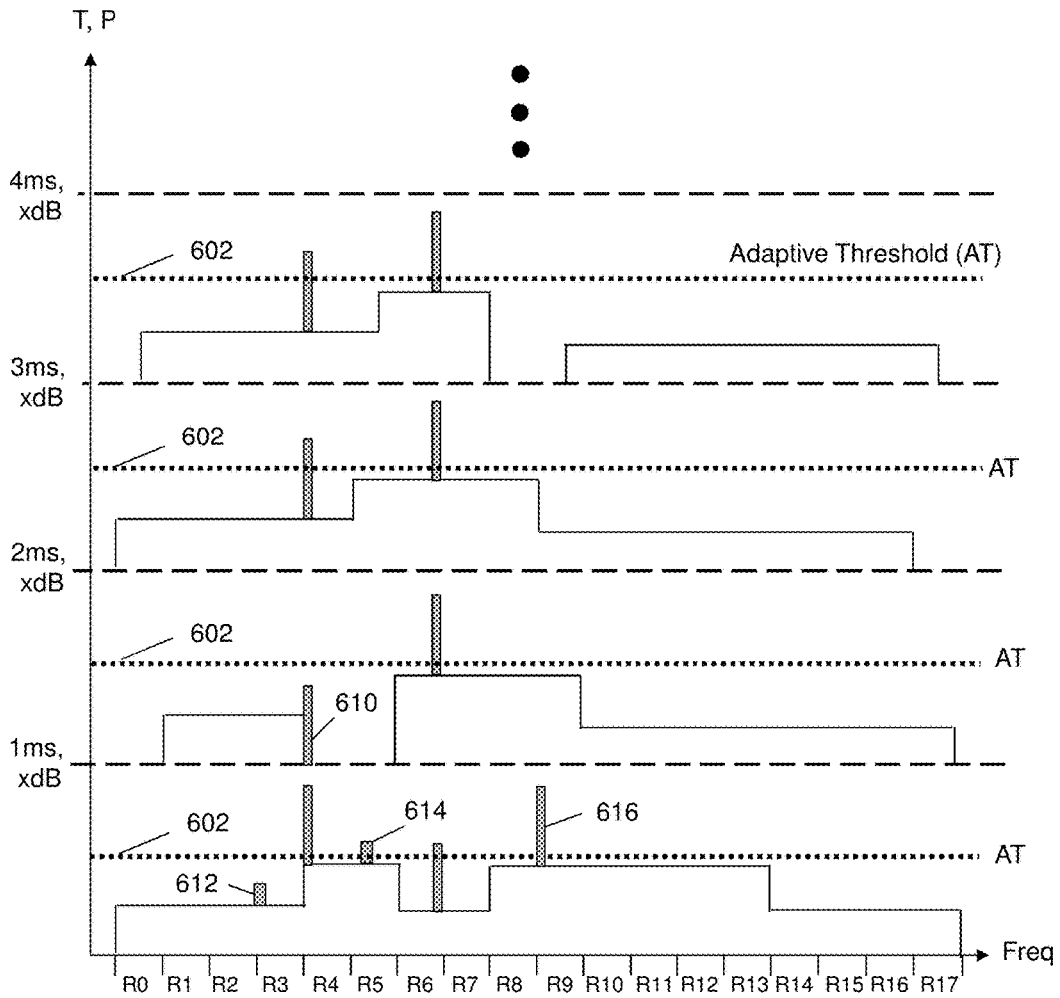 T, P
4ms,
xdB
602
Adaptive Threshold (AT)
3ms,
xdB
602
AT
2ms,
xdB
602
AT
610
1ms,
xdB
602
614
616
AT
612
Freq
R0 R1 R2 R3 R4 R5 R6 R7 R8 R9 R10 R11 R12 R13 R14 R15 R16 R17